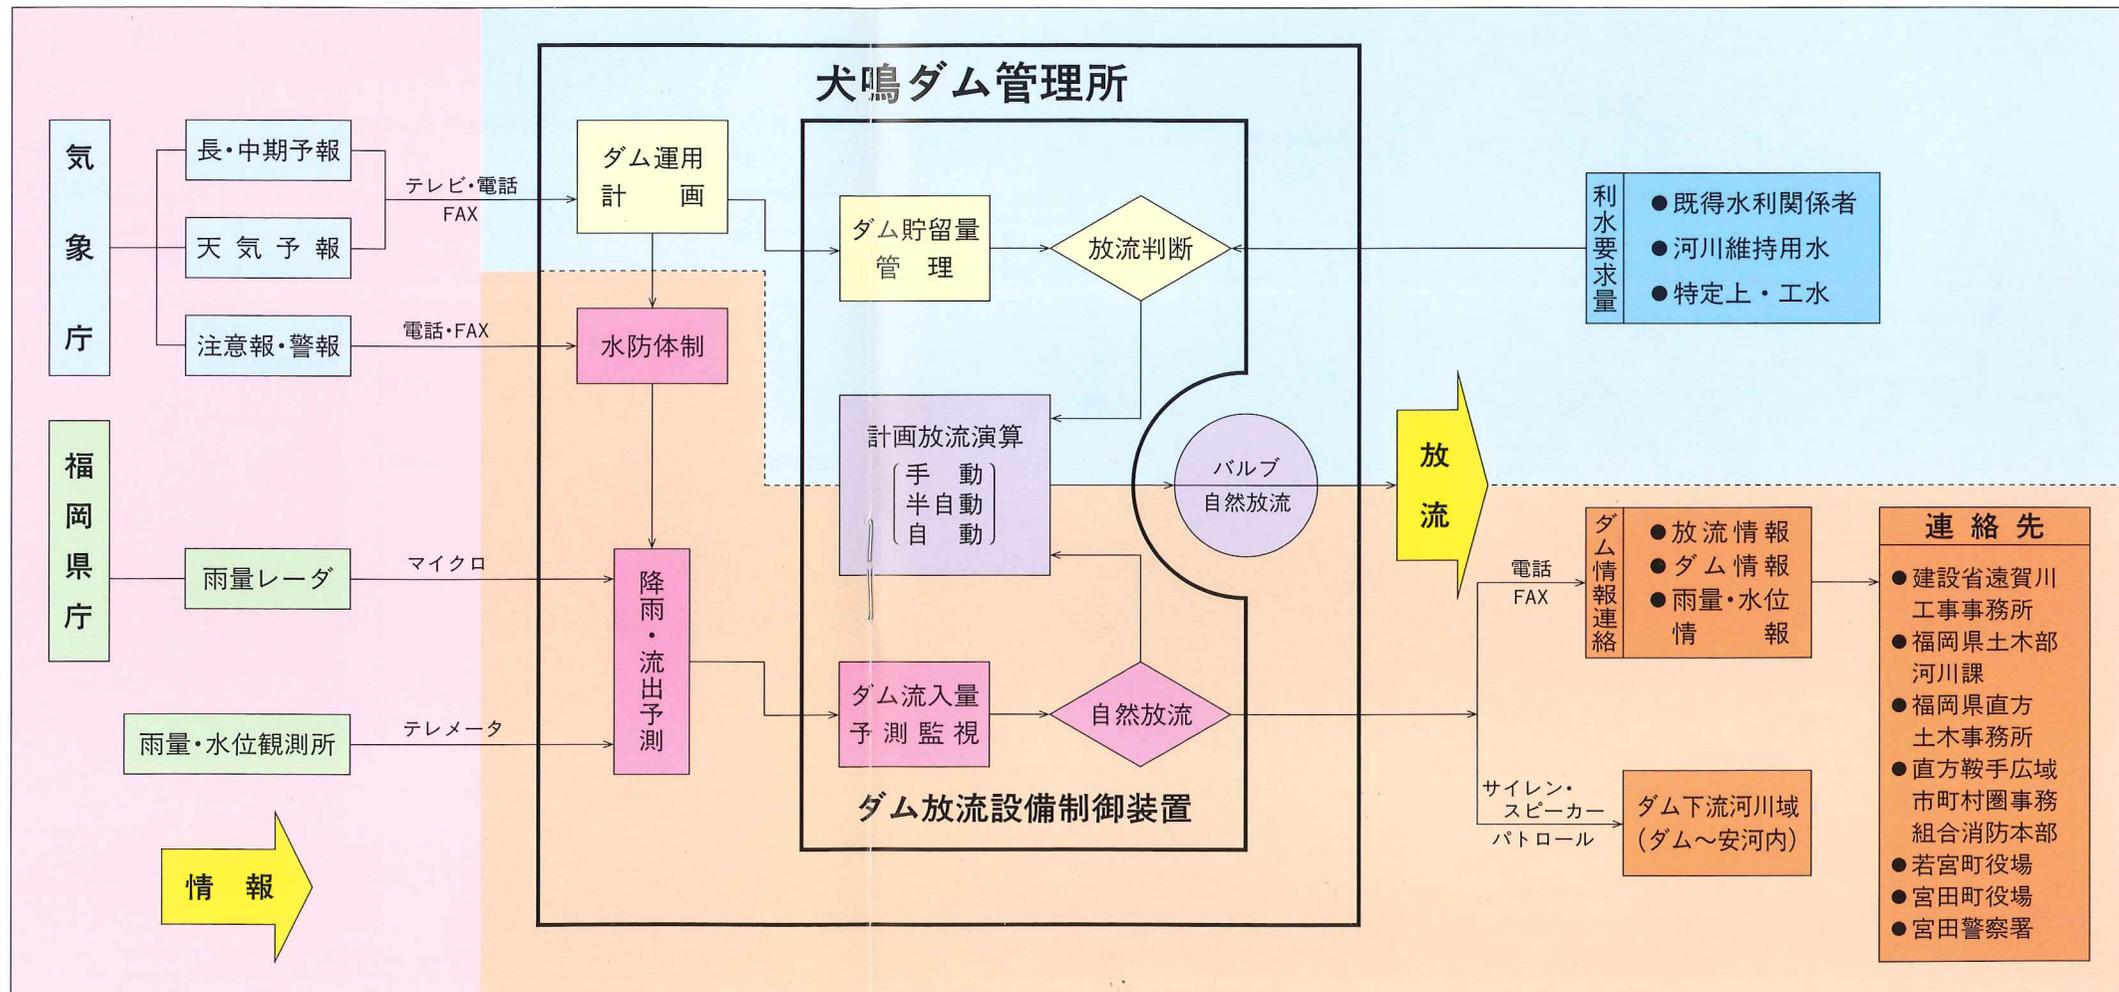 犬鳴ダム管理所
気象庁
長・中期予報
天気予報
注意報・警報
テレビ・電話
FAX
電話・FAX
福岡県庁
雨量レーダ
マイクロ
雨量・水位観測所
テレメータ
情報
ダム運用
計画
水防体制
降雨・流出予測
ダム貯留量
管理
放流判断
計画放流演算
手動
半自動
自動
バルブ
自然放流
ダム流入量
予測監視
自然放流
ダム放流設備制御装置
放流
利水要求量
●既得水利関係者
●河川維持用水
●特定上・工水
電話
FAX
ダム情報連絡
●放流情報
●ダム情報
●雨量・水位
情報
サイレン・
スピーカー
パトロール
ダム下流河川域
(ダム～安河内)
連絡先
●建設省遠賀川
工事事務所
●福岡県土木部
河川課
●福岡県直方
土木事務所
●直方鞍手広域
市町村圏事務
組合消防本部
●若宮町役場
●宮田町役場
●宮田警察署